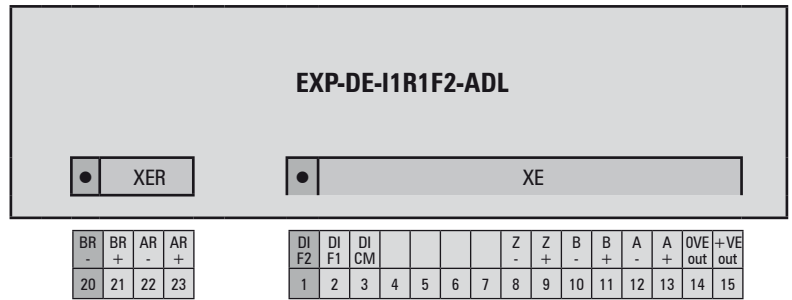 EXP-DE-I1R1F2-ADL
XER XE
BR BR AR AR DI DI DI Z Z B B A A 0VE +VE
- + - + F2 F1 CM - + - + - + out out
20 21 22 23 1 2 3 4 5 6 7 8 9 10 11 12 13 14 15